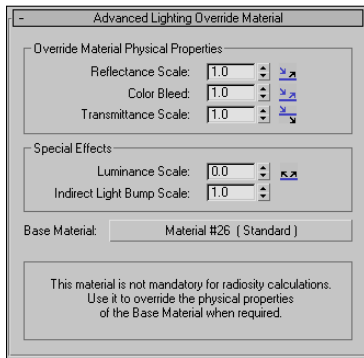 - Advanced Lighting Override Material
Override Material Physical Properties
Reflectance Scale: 1.0
Color Bleed: 1.0
Transmittance Scale: 1.0
Special Effects
Luminance Scale: 0.0
Indirect Light Bump Scale: 1.0
Base Material: Material #26 ( Standard )
This material is not mandatory for radiosity calculations.
Use it to override the physical properties
of the Base Material when required.